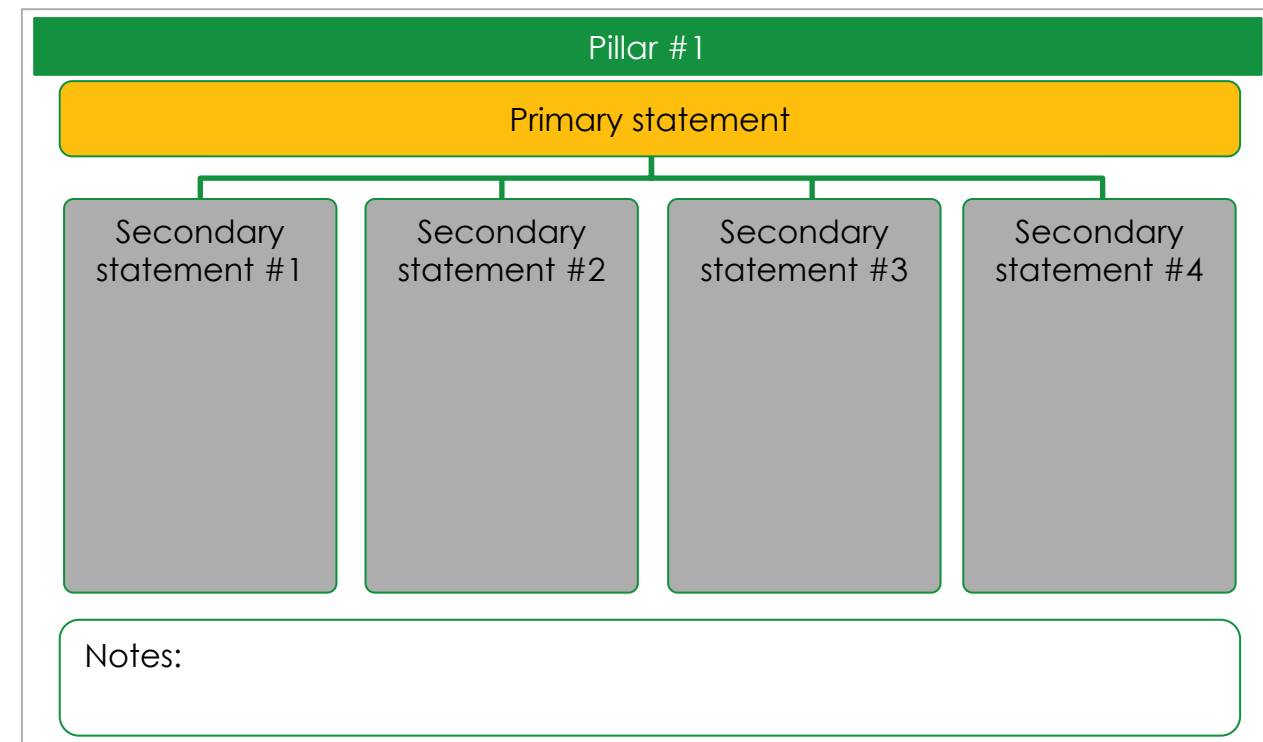 Pillar #1
Primary statement
Secondary
statement #1
Secondary
statement #2
Secondary
statement #3
Secondary
statement #4
Notes: